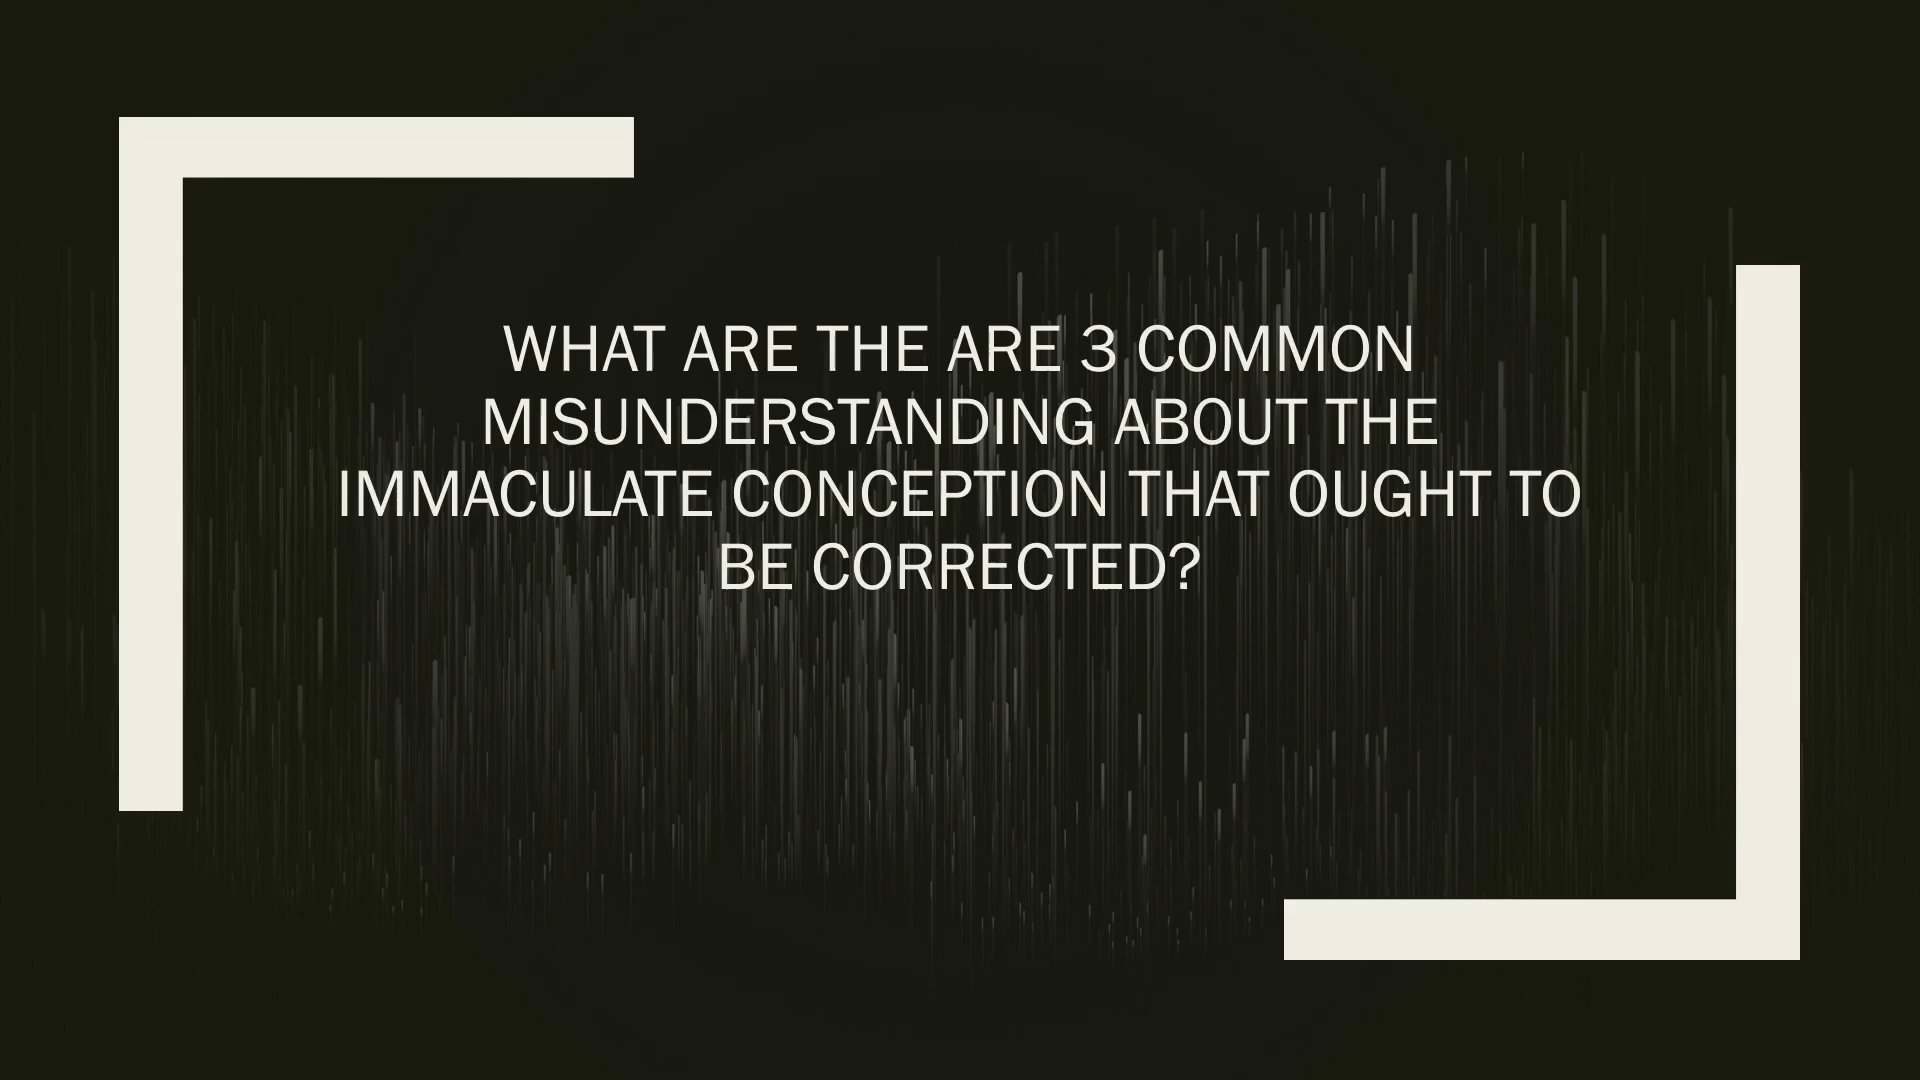 WHAT ARE THE ARE 3 COMMON
MISUNDERSTANDING ABOUT THE
IMMACULATE CONCEPTION THAT OUGHT TO
BE CORRECTED?